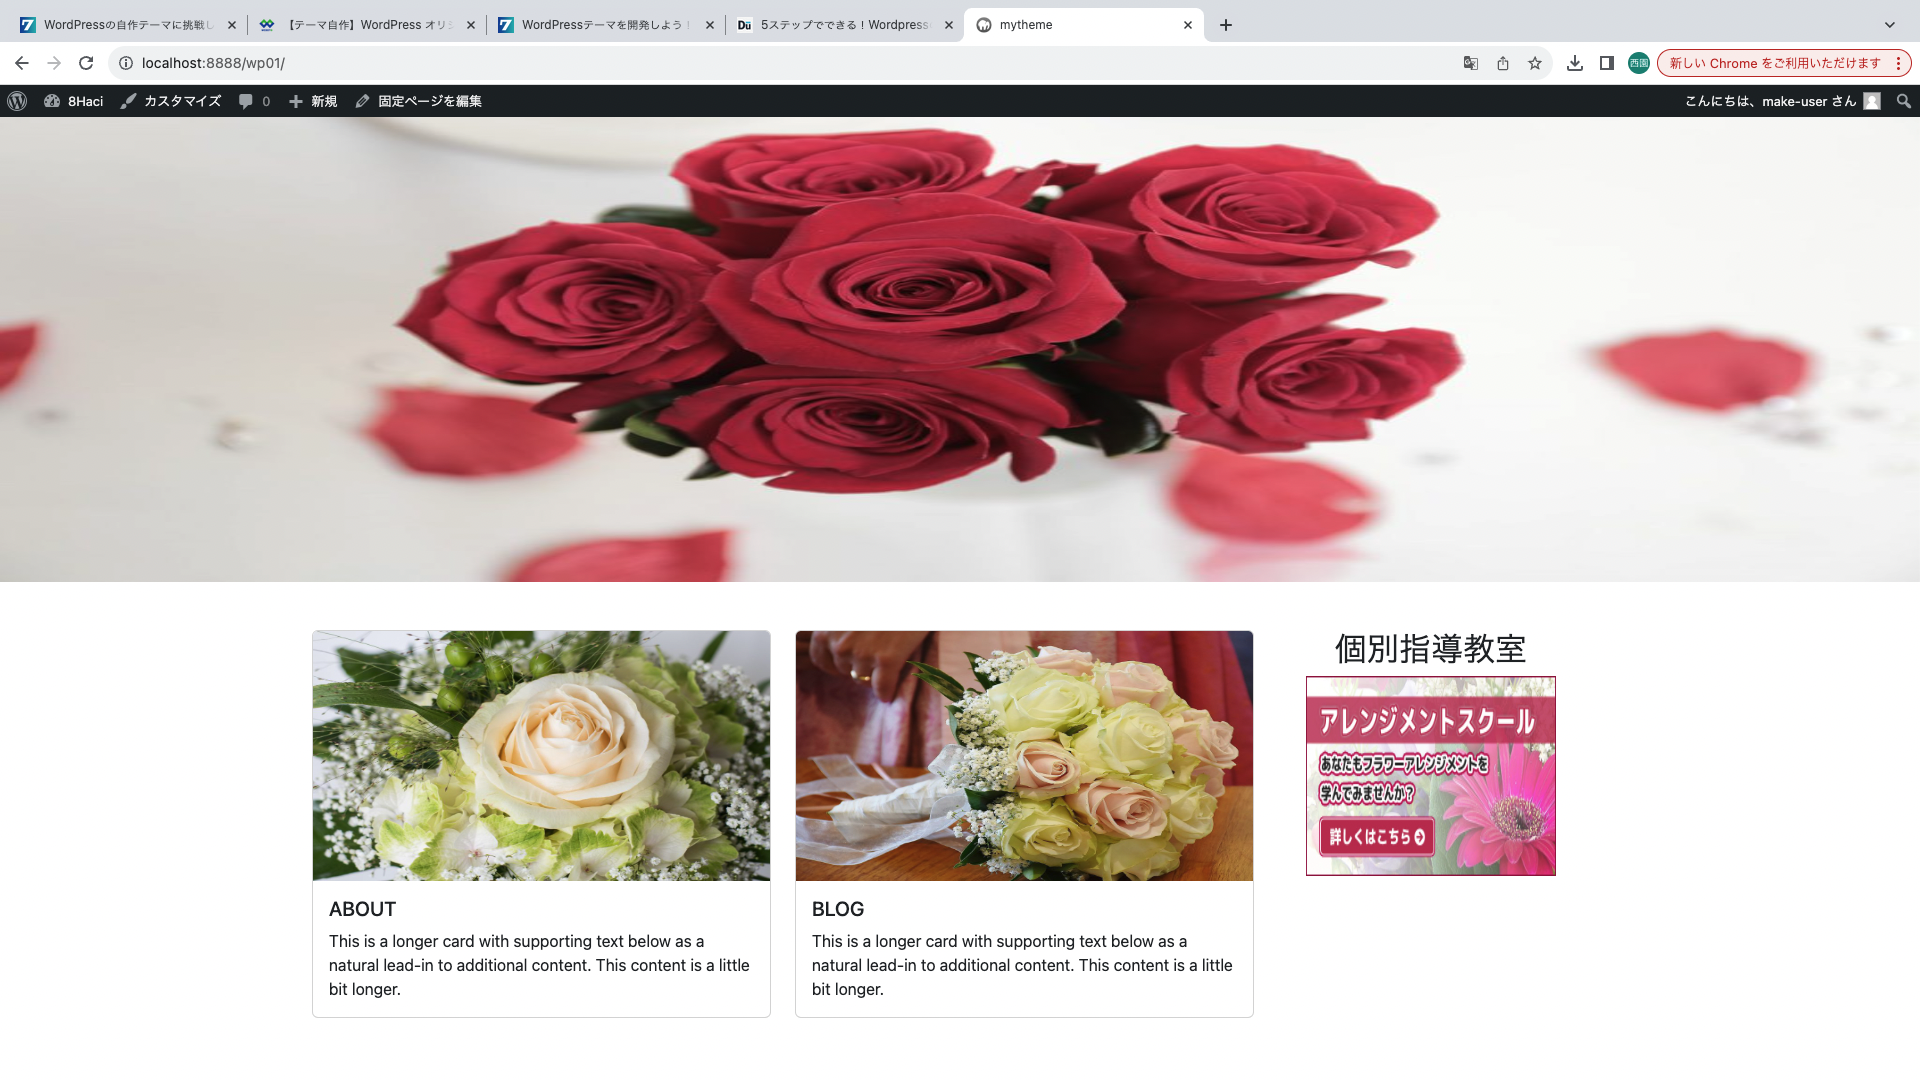 WordPressの自作テーマに挑戦し
【テーマ自作】WordPress オリジ
WordPressテーマを開発しよう！
Du 5ステップでできる！Wordpress
mytheme
localhost:8888/wp01/
西園
新しい Chrome をご利用いただけます
8Haci
カスタマイズ
0
新規
固定ページを編集
こんにちは、make-user さん
個別指導教室
アレンジメントスクール
あなたもフラワーアレンジメントを
学んでみませんか？
詳しくはこちら
ABOUT
This is a longer card with supporting text below as a
natural lead-in to additional content. This content is a little
bit longer.
BLOG
This is a longer card with supporting text below as a
natural lead-in to additional content. This content is a little
bit longer.